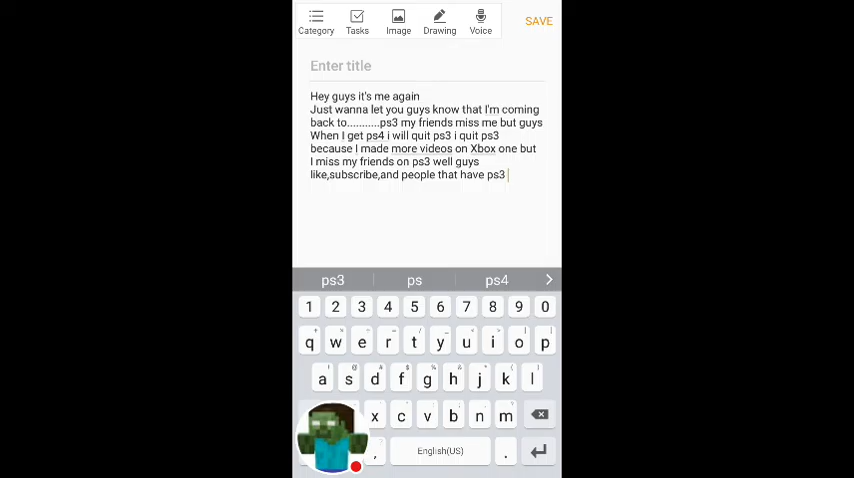 Category Tasks Image Drawing Voice SAVE
Enter title
Hey guys it's me again
Just wanna let you guys know that I'm coming
back to...........ps3 my friends miss me but guys
When I get ps4 i will quit ps3 i quit ps3
because I made more videos on Xbox one but
I miss my friends on ps3 well guys
like,subscribe,and people that have ps3
ps3 ps ps4
1 2 3 4 5 6 7 8 9 0
q w e r t y u i o p
a s d f g h j k l
x c v b n m
, English(US) .